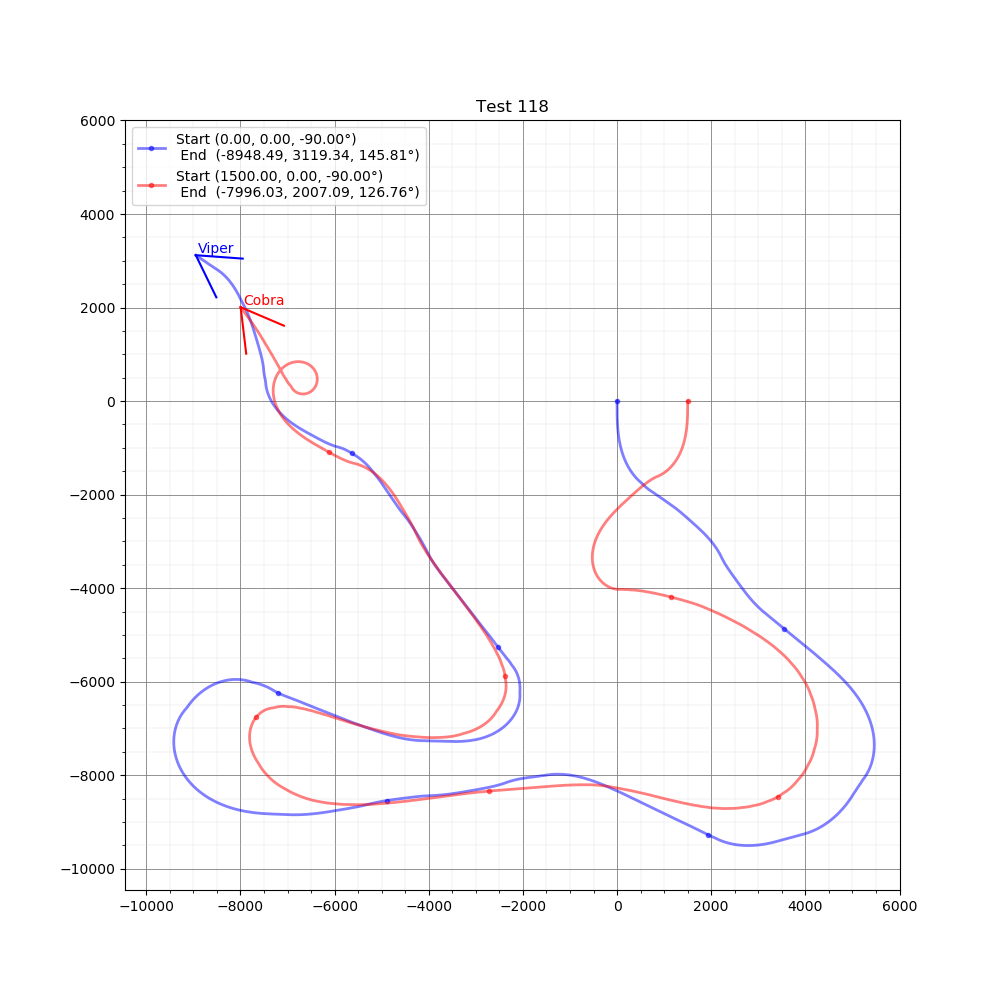 Test 118
Start (0.00, 0.00, -90.00°)
End  (-8948.49, 3119.34, 145.81°)
Start (1500.00, 0.00, -90.00°)
End  (-7996.03, 2007.09, 126.76°)
Viper
Cobra
6000
4000
2000
0
−2000
−4000
−6000
−8000
−10000
−10000 −8000 −6000 −4000 −2000 0 2000 4000 6000